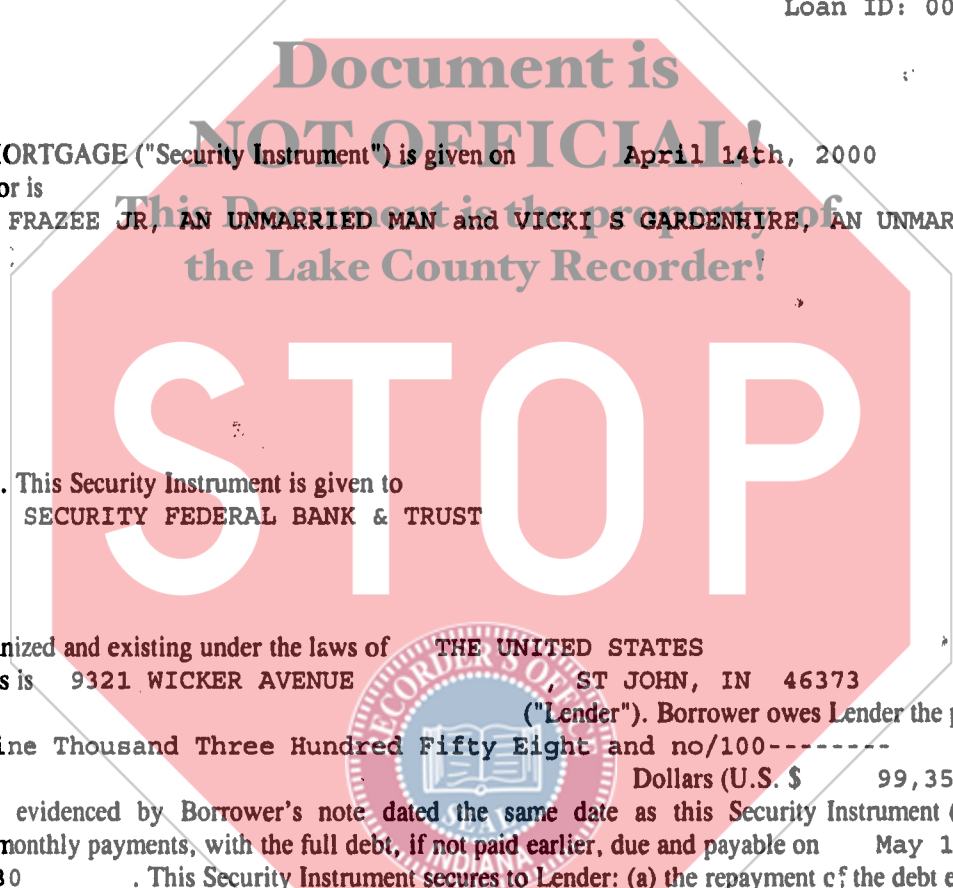 Loan ID: 00
Document is
NOT OFFICIAL!
ORTGAGE ("Security Instrument") is given on April 14th, 2000
or is
This Document is the property of
FRAZEE JR, AN UNMARRIED MAN and VICKI S GARDENHIRE, AN UNMAR
the Lake County Recorder!
STOP
. This Security Instrument is given to
SECURITY FEDERAL BANK & TRUST
nized and existing under the laws of THE UNITED STATES
s is 9321 WICKER AVENUE , ST JOHN, IN 46373
("Lender"). Borrower owes Lender the p
ine Thousand Three Hundred Fifty Eight and no/100--------
Dollars (U.S. $ 99,35
evidenced by Borrower's note dated the same date as this Security Instrument (
monthly payments, with the full debt, if not paid earlier, due and payable on May 1
30 . This Security Instrument secures to Lender: (a) the repayment of the debt e
RECORDER'S OFFICE
INDIANA